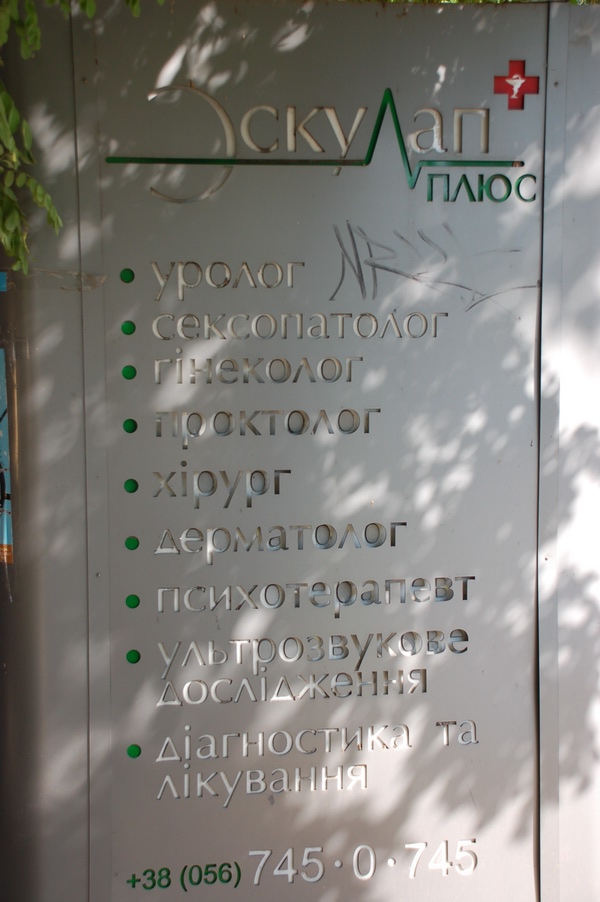 Эскулап
плюс
уролог
сексопатолог
гінеколог
проктолог
хірург
дерматолог
психотерапевт
ультрозвукове
дослідження
діагностика та
лікування
+38 (056) 745·0·745